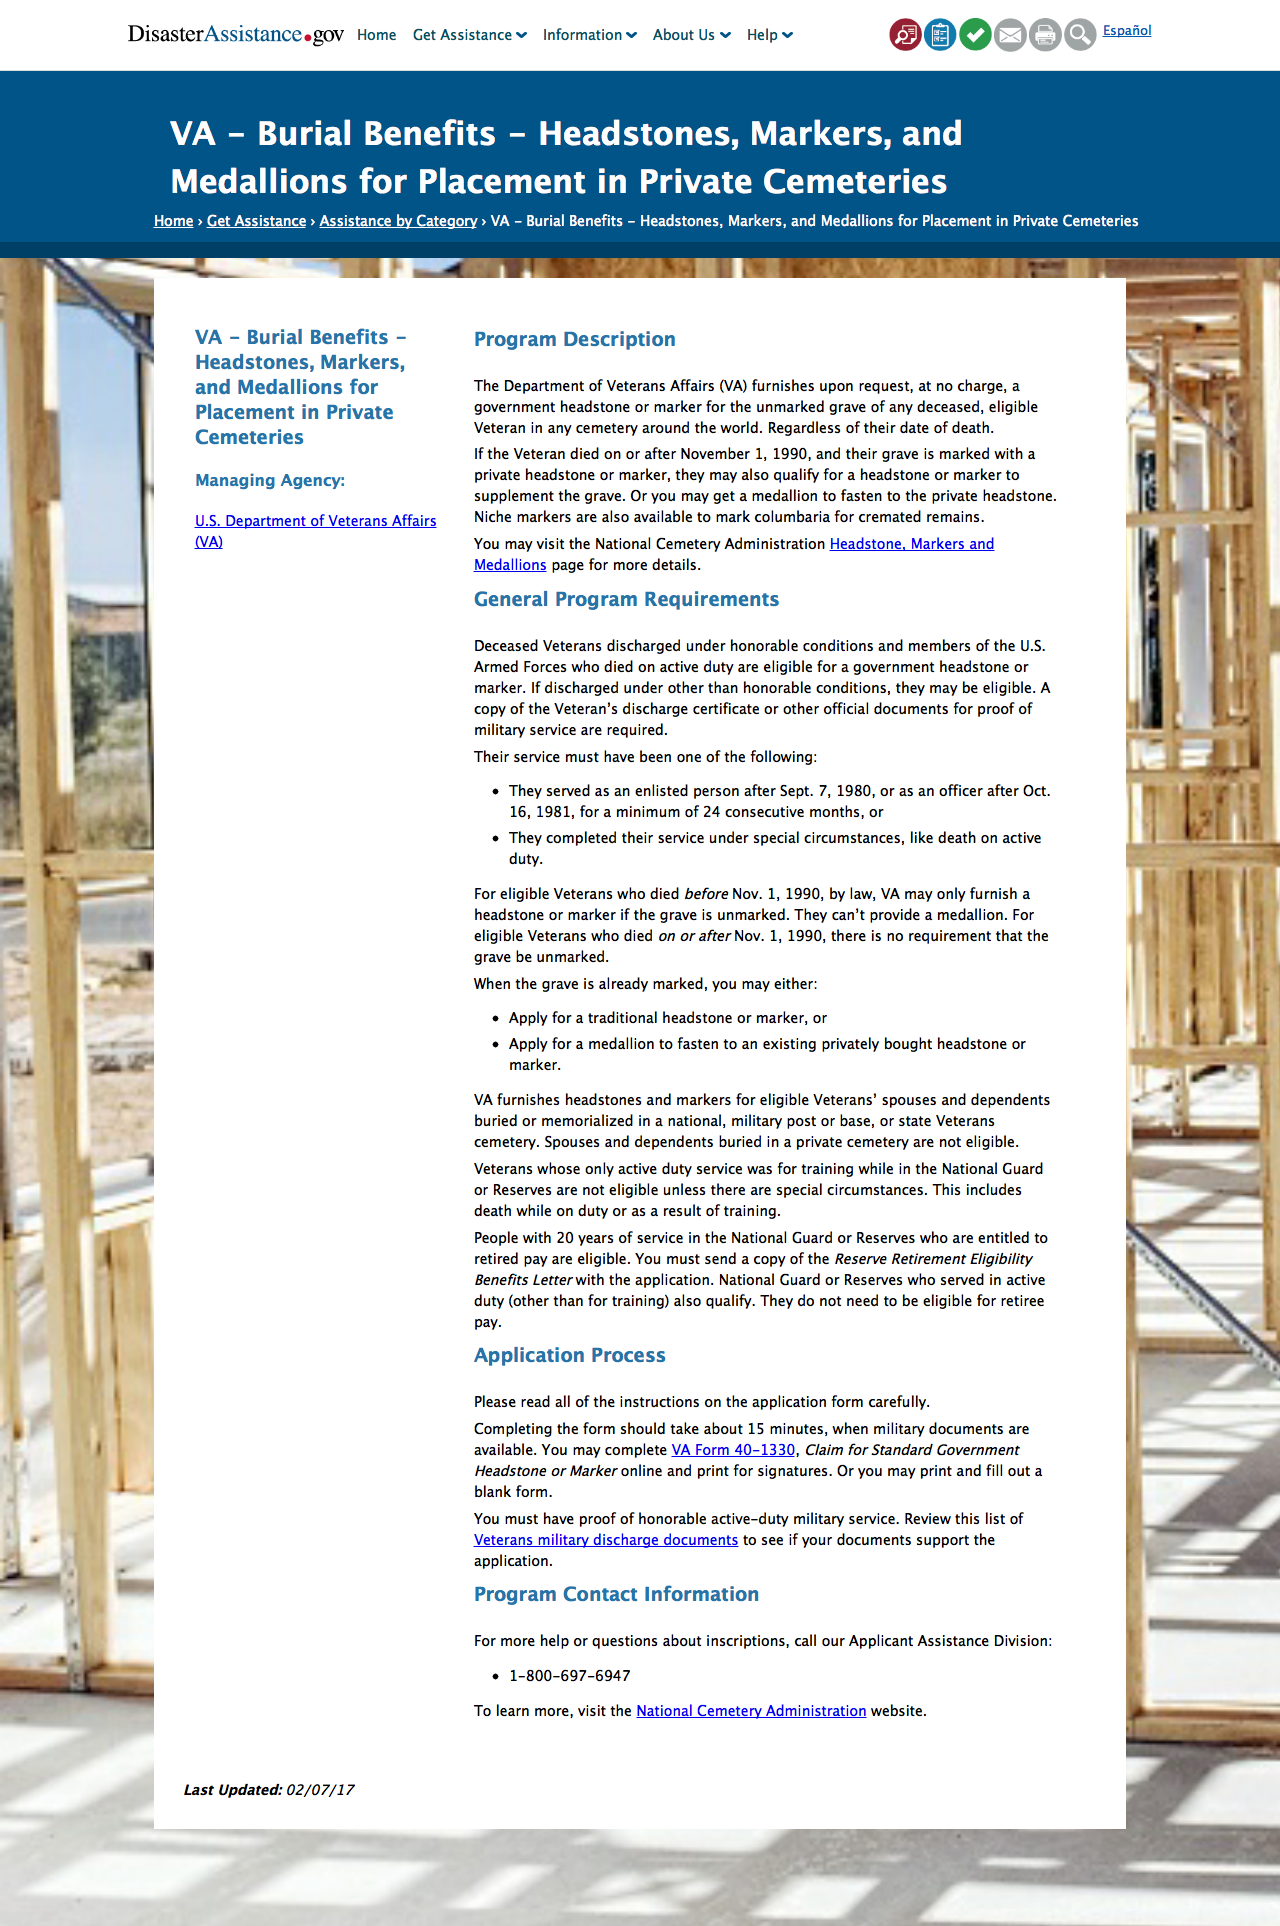 DisasterAssistance.gov Home Get Assistance Information About Us Help Español
VA – Burial Benefits – Headstones, Markers, and
Medallions for Placement in Private Cemeteries
Home › Get Assistance › Assistance by Category › VA – Burial Benefits – Headstones, Markers, and Medallions for Placement in Private Cemeteries
VA – Burial Benefits –
Headstones, Markers,
and Medallions for
Placement in Private
Cemeteries
Managing Agency:
U.S. Department of Veterans Affairs
(VA)
Program Description
The Department of Veterans Affairs (VA) furnishes upon request, at no charge, a
government headstone or marker for the unmarked grave of any deceased, eligible
Veteran in any cemetery around the world. Regardless of their date of death.
If the Veteran died on or after November 1, 1990, and their grave is marked with a
private headstone or marker, they may also qualify for a headstone or marker to
supplement the grave. Or you may get a medallion to fasten to the private headstone.
Niche markers are also available to mark columbaria for cremated remains.
You may visit the National Cemetery Administration Headstone, Markers and
Medallions page for more details.
General Program Requirements
Deceased Veterans discharged under honorable conditions and members of the U.S.
Armed Forces who died on active duty are eligible for a government headstone or
marker. If discharged under other than honorable conditions, they may be eligible. A
copy of the Veteran’s discharge certificate or other official documents for proof of
military service are required.
Their service must have been one of the following:
• They served as an enlisted person after Sept. 7, 1980, or as an officer after Oct.
16, 1981, for a minimum of 24 consecutive months, or
• They completed their service under special circumstances, like death on active
duty.
For eligible Veterans who died before Nov. 1, 1990, by law, VA may only furnish a
headstone or marker if the grave is unmarked. They can’t provide a medallion. For
eligible Veterans who died on or after Nov. 1, 1990, there is no requirement that the
grave be unmarked.
When the grave is already marked, you may either:
• Apply for a traditional headstone or marker, or
• Apply for a medallion to fasten to an existing privately bought headstone or
marker.
VA furnishes headstones and markers for eligible Veterans’ spouses and dependents
buried or memorialized in a national, military post or base, or state Veterans
cemetery. Spouses and dependents buried in a private cemetery are not eligible.
Veterans whose only active duty service was for training while in the National Guard
or Reserves are not eligible unless there are special circumstances. This includes
death while on duty or as a result of training.
People with 20 years of service in the National Guard or Reserves who are entitled to
retired pay are eligible. You must send a copy of the Reserve Retirement Eligibility
Benefits Letter with the application. National Guard or Reserves who served in active
duty (other than for training) also qualify. They do not need to be eligible for retiree
pay.
Application Process
Please read all of the instructions on the application form carefully.
Completing the form should take about 15 minutes, when military documents are
available. You may complete VA Form 40-1330, Claim for Standard Government
Headstone or Marker online and print for signatures. Or you may print and fill out a
blank form.
You must have proof of honorable active-duty military service. Review this list of
Veterans military discharge documents to see if your documents support the
application.
Program Contact Information
For more help or questions about inscriptions, call our Applicant Assistance Division:
• 1-800-697-6947
To learn more, visit the National Cemetery Administration website.
Last Updated: 02/07/17